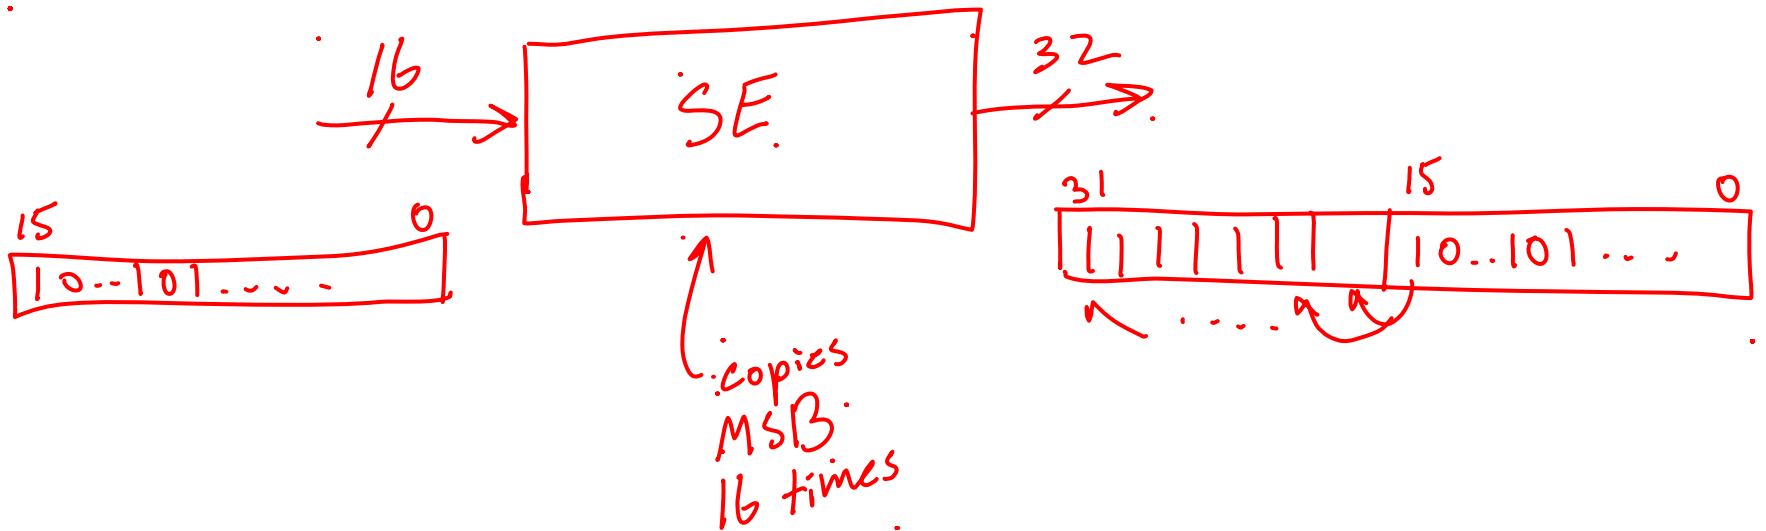 16
SE
32
15 0
10..101....
31 15 0
1111111 10..101....
.....
copies
MSB
16 times